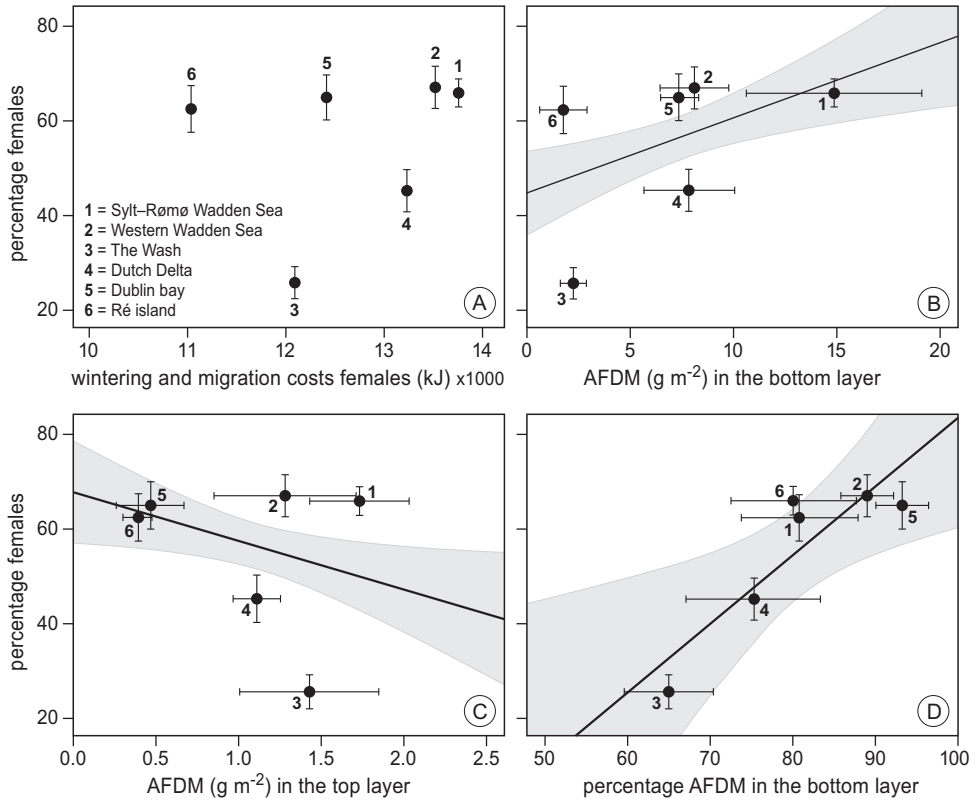 80
60
40
20
percentage females
6
5
2
1
4
3
1 = Sylt–Rømø Wadden Sea
2 = Western Wadden Sea
3 = The Wash
4 = Dutch Delta
5 = Dublin bay
6 = Ré island
A
10 11 12 13 14
wintering and migration costs females (kJ) x1000
6
5
2
1
4
3
B
0 5 10 15 20
AFDM (g m-2) in the bottom layer
80
60
40
20
percentage females
5
6
2
1
4
3
C
0.0 0.5 1.0 1.5 2.0 2.5
AFDM (g m-2) in the top layer
6
1
2
5
4
3
D
50 60 70 80 90 100
percentage AFDM in the bottom layer